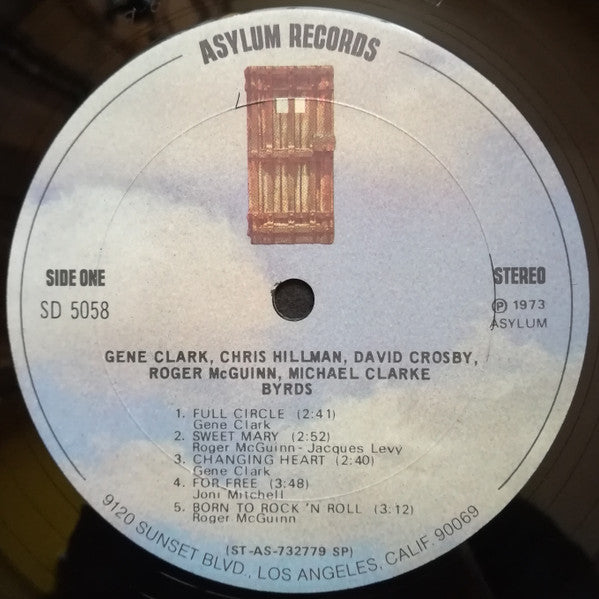 ASYLUM RECORDS
SIDE ONE
SD 5058
STEREO
Ⓟ 1973
ASYLUM
GENE CLARK, CHRIS HILLMAN, DAVID CROSBY,
ROGER McGUINN, MICHAEL CLARKE
BYRDS
1. FULL CIRCLE (2:41)
Gene Clark
2. SWEET MARY (2:52)
Roger McGuinn - Jacques Levy
3. CHANGING HEART (2:40)
Gene Clark
4. FOR FREE (3:48)
Joni Mitchell
5. BORN TO ROCK 'N ROLL (3:12)
Roger McGuinn
(ST-AS-732779 SP)
9120 SUNSET BLVD., LOS ANGELES, CALIF. 90069